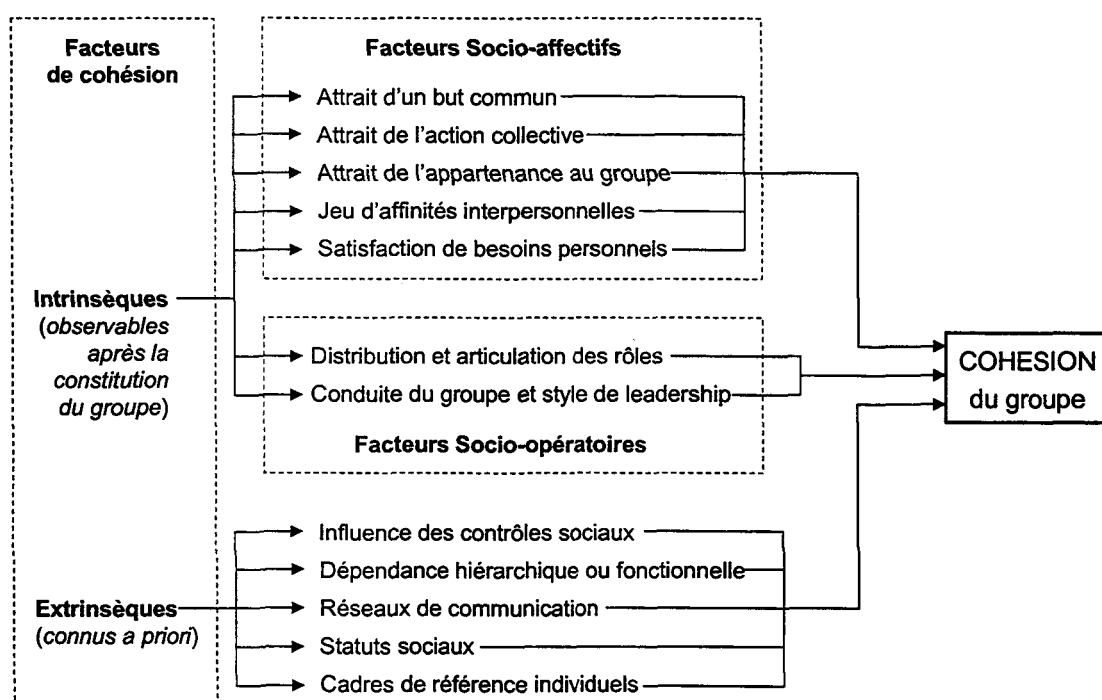 Facteurs
de cohésion
Facteurs Socio-affectifs
Attrait d'un but commun
Attrait de l'action collective
Attrait de l'appartenance au groupe
Jeu d'affinités interpersonnelles
Satisfaction de besoins personnels
Intrinsèques
(observables
après la
constitution
du groupe)
Distribution et articulation des rôles
Conduite du groupe et style de leadership
Facteurs Socio-opératoires
COHESION
du groupe
Influence des contrôles sociaux
Dépendance hiérarchique ou fonctionnelle
Extrinsèques
(connus a priori)
Réseaux de communication
Statuts sociaux
Cadres de référence individuels